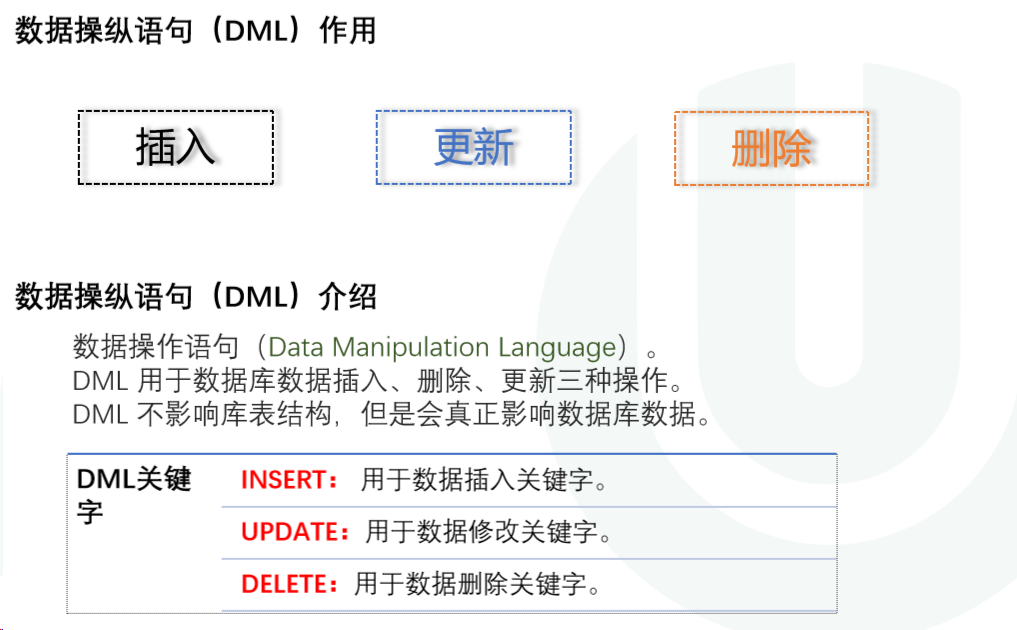 数据操纵语句（DML）作用
插入
更新
删除
数据操纵语句（DML）介绍
数据操作语句（Data Manipulation Language）。
DML 用于数据库数据插入、删除、更新三种操作。
DML 不影响库表结构，但是会真正影响数据库数据。
DML关键
字
INSERT： 用于数据插入关键字。
UPDATE：用于数据修改关键字。
DELETE：用于数据删除关键字。